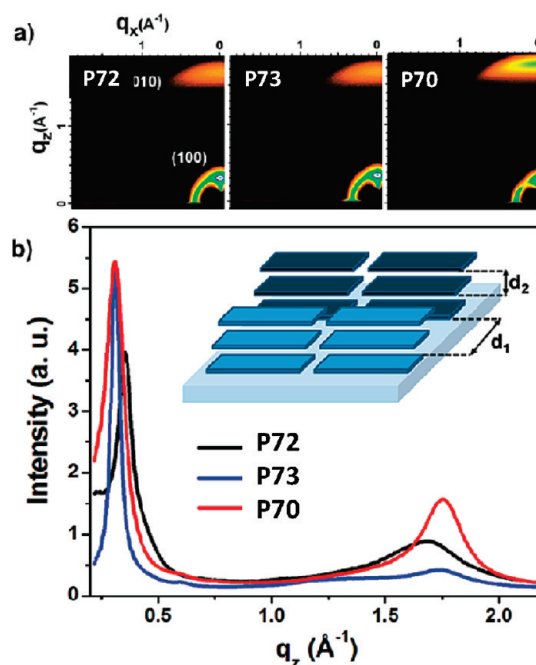 a)
qx(A⁻¹)
1 0 1 0 1 0
P72 P73 P70
010)
qz(A⁻¹)
1
(100)
0
b)
Intensity (a. u.)
6
5
4
3
2
1
0
d₂
d₁
P72
P73
P70
0.5 1.0 1.5 2.0
qz (Å⁻¹)